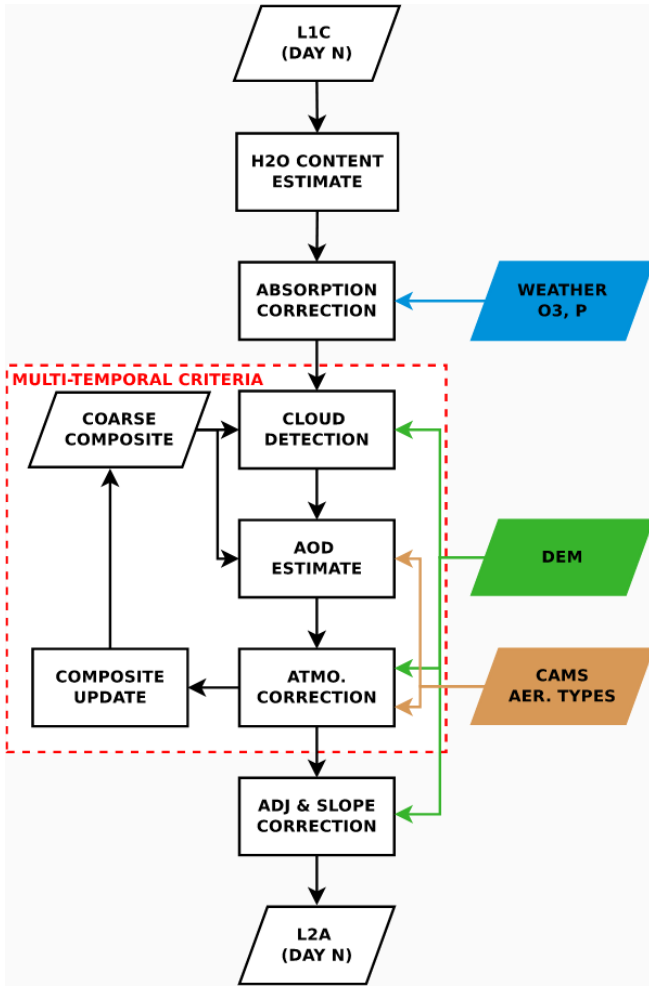 L1C
(DAY N)
H2O CONTENT
ESTIMATE
ABSORPTION
CORRECTION
WEATHER
O3, P
MULTI-TEMPORAL CRITERIA
COARSE
COMPOSITE
CLOUD
DETECTION
AOD
ESTIMATE
DEM
COMPOSITE
UPDATE
ATMO.
CORRECTION
CAMS
AER. TYPES
ADJ & SLOPE
CORRECTION
L2A
(DAY N)